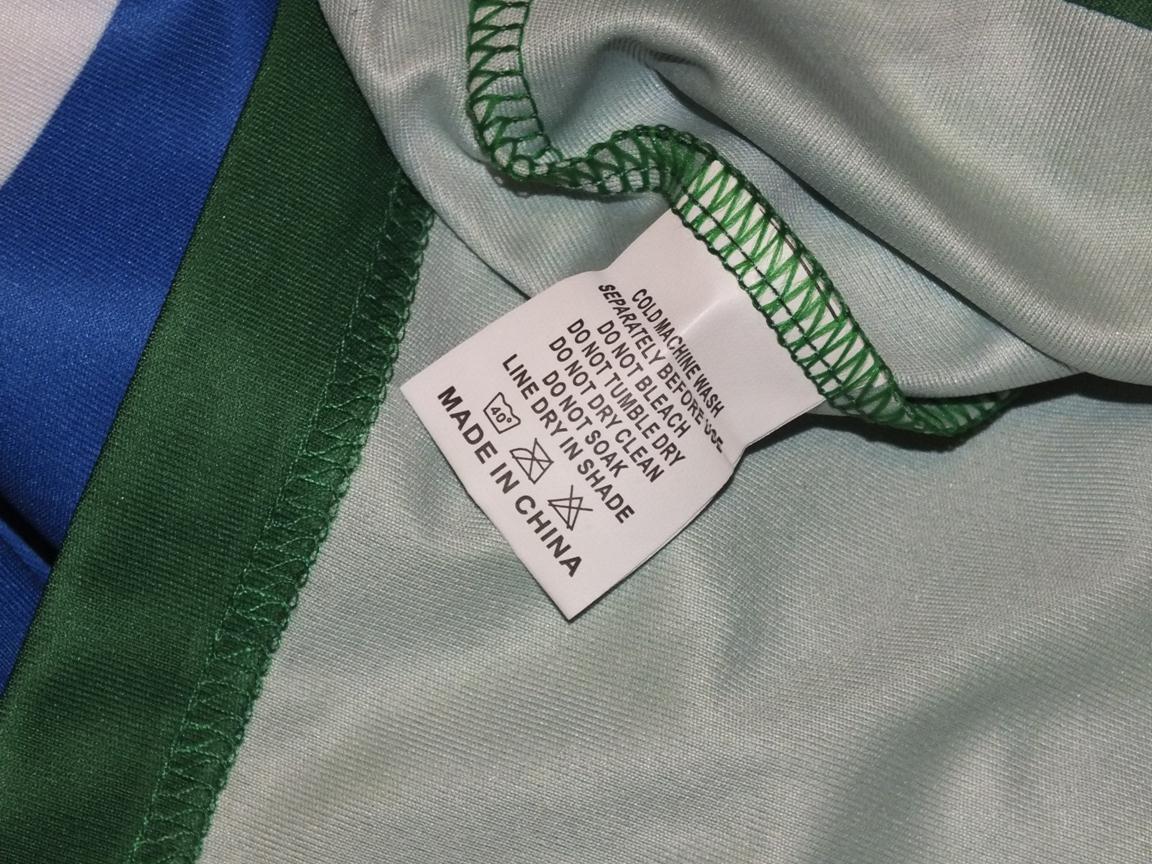 COLD MACHINE WASH
SEPARATELY BEFORE USE
DO NOT BLEACH
DO NOT TUMBLE DRY
DO NOT DRY CLEAN
DO NOT SOAK
LINE DRY IN SHADE
40°
MADE IN CHINA